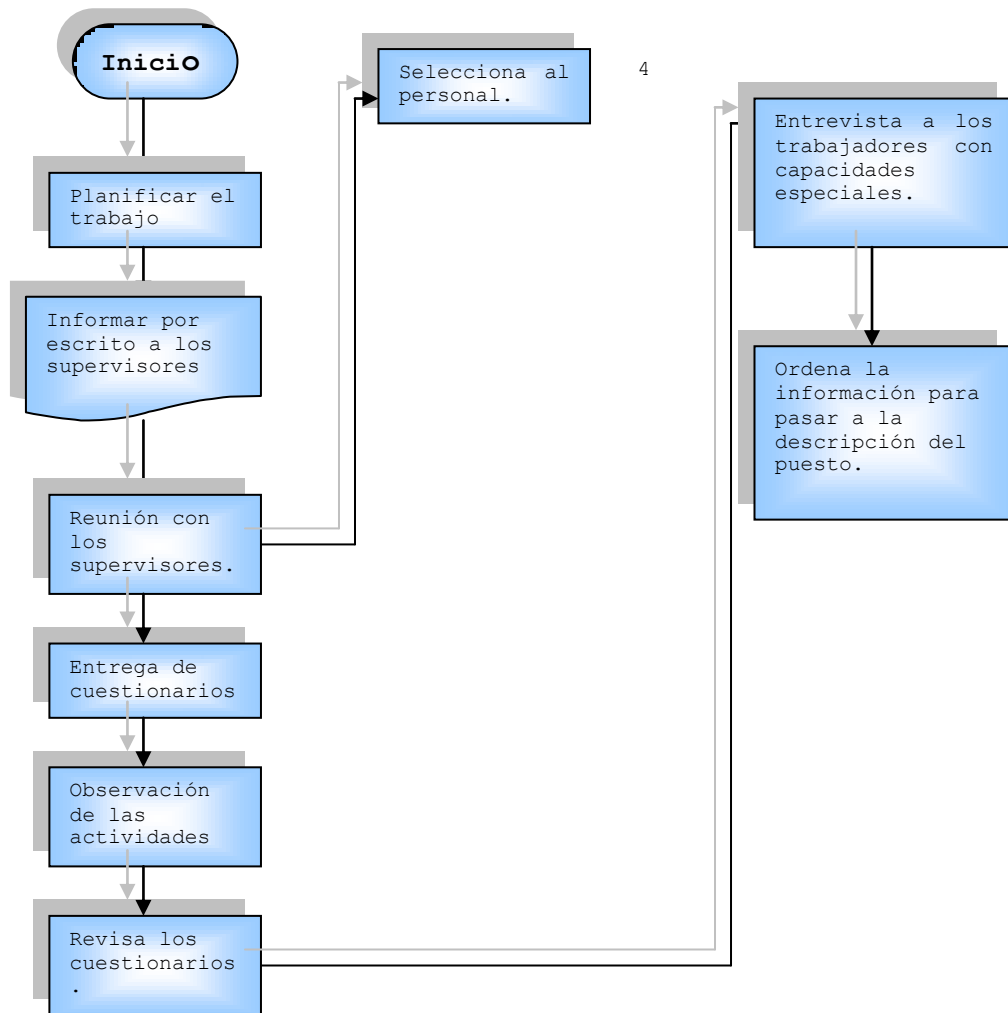 Inicio
Planificar el
trabajo
Informar por
escrito a los
supervisores
Reunión con
los
supervisores.
Entrega de
cuestionarios
Observación
de las
actividades
Revisa los
cuestionarios
.
Selecciona al
personal.
4
Entrevista a los
trabajadores con
capacidades
especiales.
Ordena la
información para
pasar a la
descripción del
puesto.